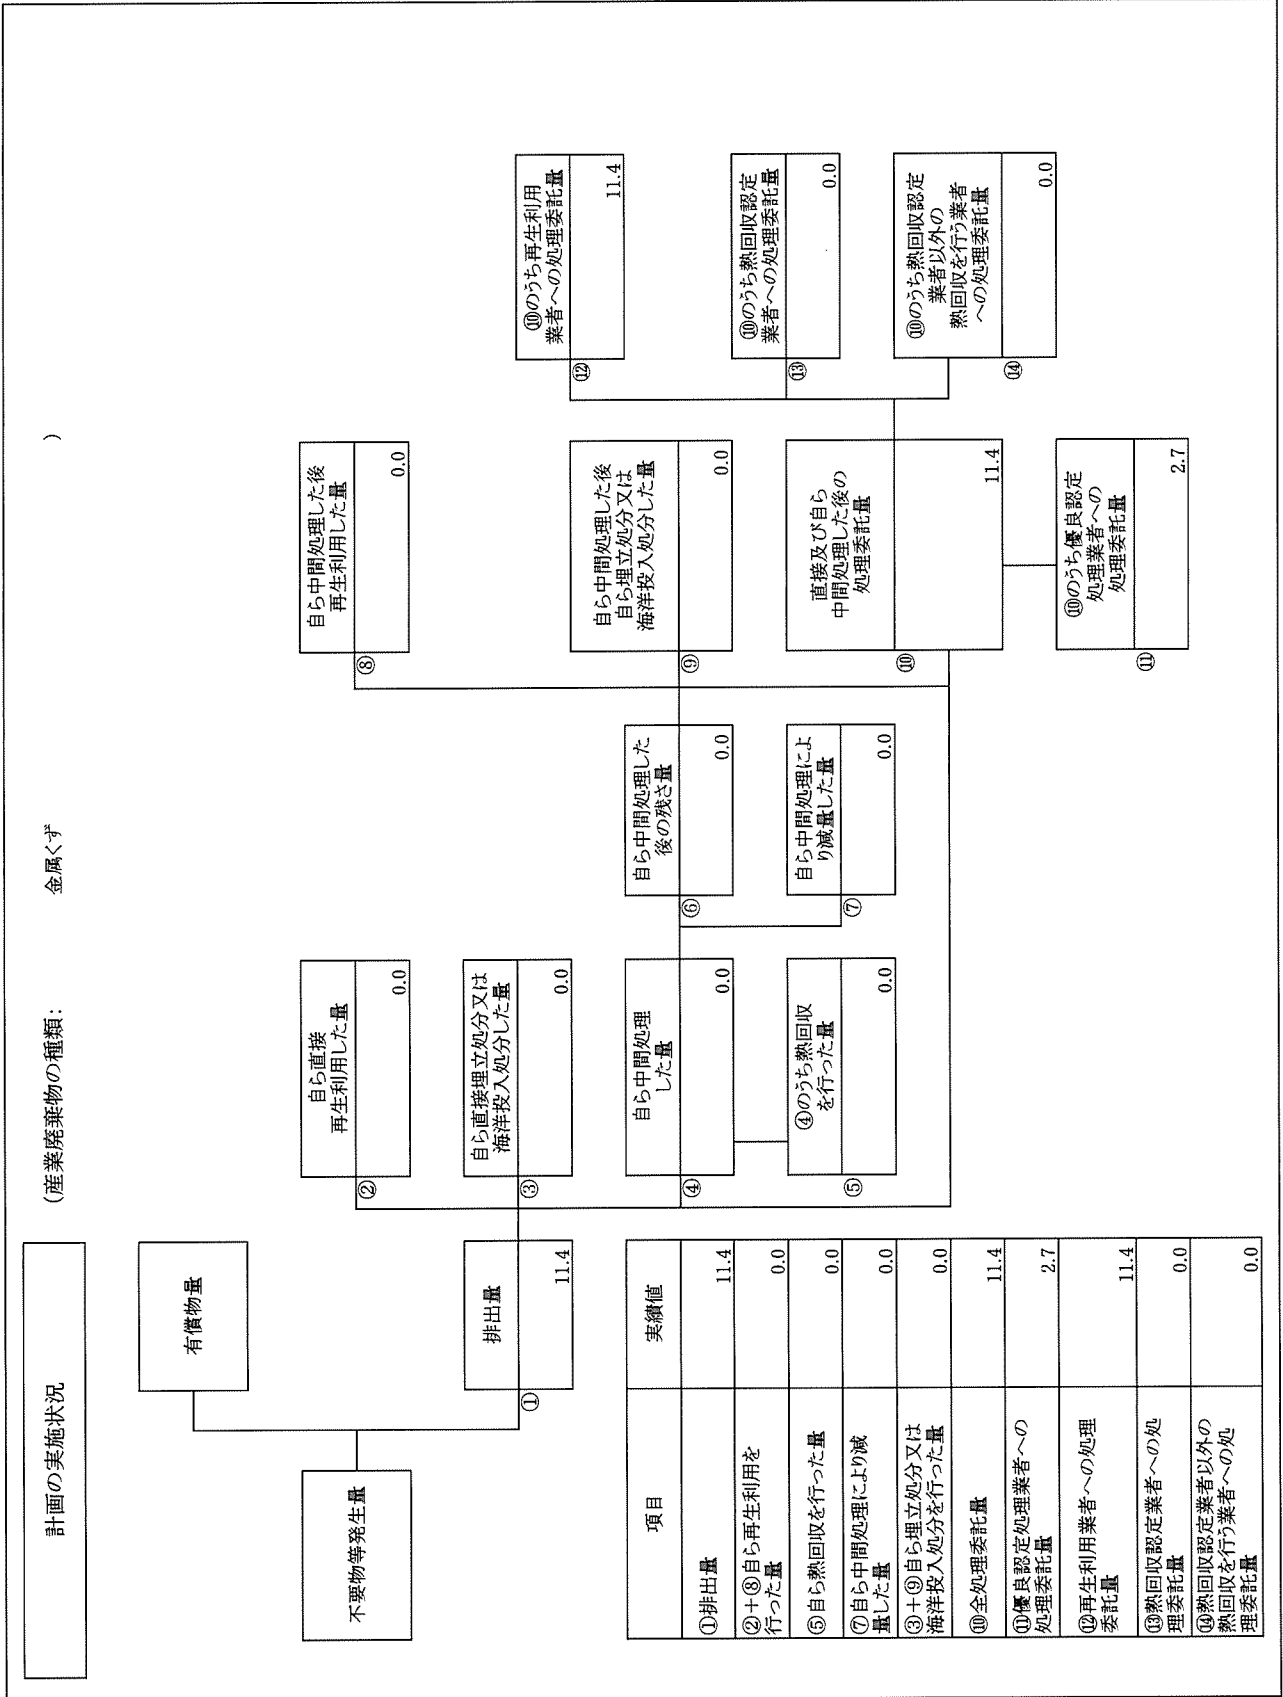 計画の実施状況
(産業廃棄物の種類:　金属くず　)
不要物等発生量
有償物量
排出量
①
11.4
自ら直接
再生利用した量
②
0.0
自ら直接埋立処分又は
海洋投入処分した量
③
0.0
自ら中間処理
した量
④
0.0
④のうち熱回収
を行った量
⑤
0.0
自ら中間処理した
後の残さ量
⑥
0.0
自ら中間処理によ
り減量した量
⑦
0.0
自ら中間処理した後
再生利用した量
⑧
0.0
自ら中間処理した後
自ら埋立処分又は
海洋投入処分した量
⑨
0.0
直接及び自ら
中間処理した後の
処理委託量
⑩
11.4
⑩のうち優良認定
処理業者への
処理委託量
⑪
2.7
⑩のうち再生利用
業者への処理委託量
⑫
11.4
⑩のうち熱回収認定
業者への処理委託量
⑬
0.0
⑩のうち熱回収認定
業者以外の
熱回収を行う業者
への処理委託量
⑭
0.0
項目　実績値
①排出量　11.4
②+⑧自ら再生利用を
行った量　0.0
⑤自ら熱回収を行った量　0.0
⑦自ら中間処理により減
量した量　0.0
③+⑨自ら埋立処分又は
海洋投入処分を行った量　0.0
⑩全処理委託量　11.4
⑪優良認定処理業者への
処理委託量　2.7
⑫再生利用業者への処理
委託量　11.4
⑬熱回収認定業者への処
理委託量　0.0
⑭熱回収認定業者以外の
熱回収を行う業者への処
理委託量　0.0